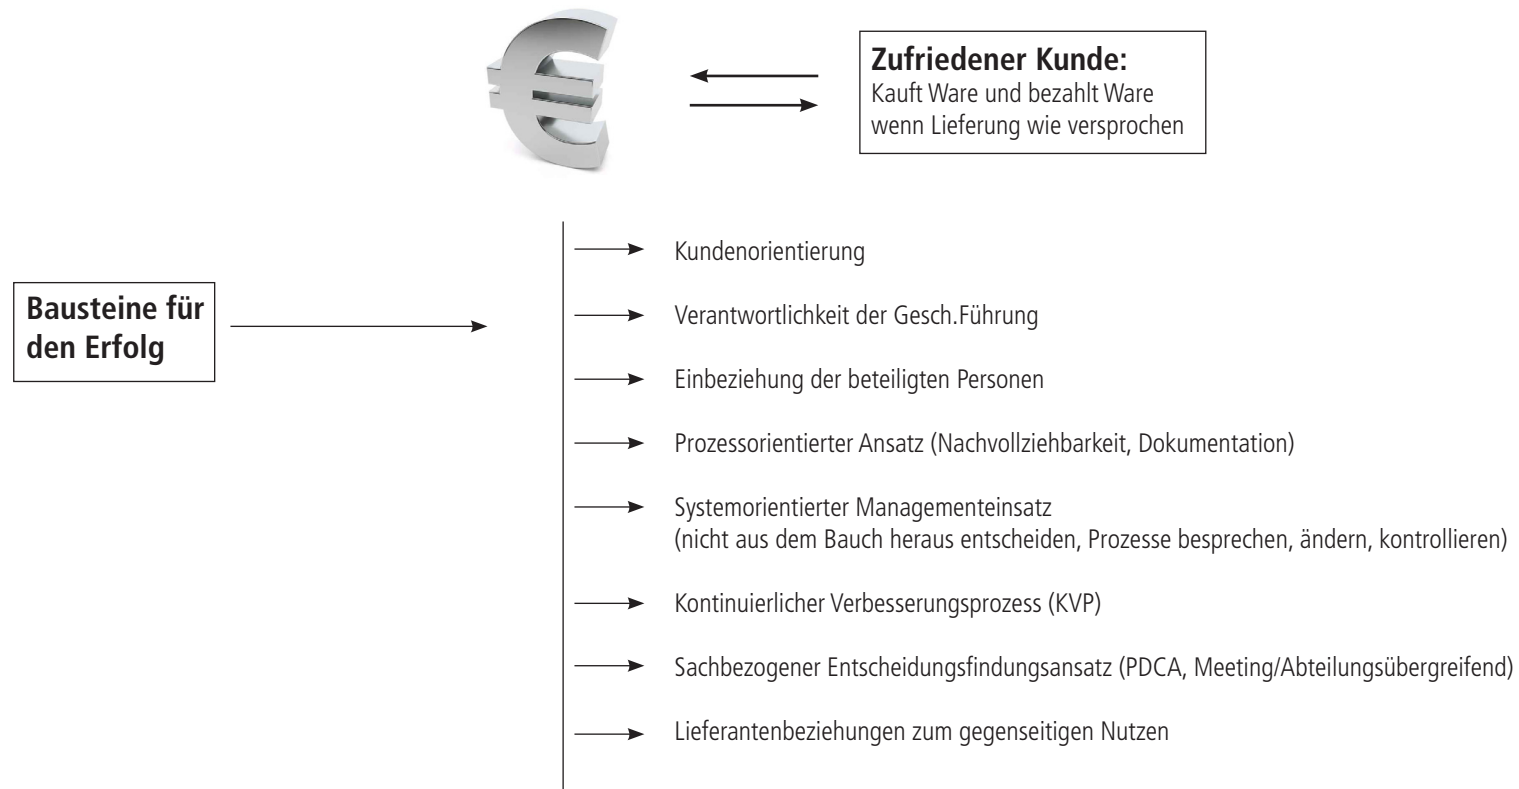 Zufriedener Kunde:
Kauft Ware und bezahlt Ware
wenn Lieferung wie versprochen
Bausteine für
den Erfolg
Kundenorientierung
Verantwortlichkeit der Gesch.Führung
Einbeziehung der beteiligten Personen
Prozessorientierter Ansatz (Nachvollziehbarkeit, Dokumentation)
Systemorientierter Managementeinsatz
(nicht aus dem Bauch heraus entscheiden, Prozesse besprechen, ändern, kontrollieren)
Kontinuierlicher Verbesserungsprozess (KVP)
Sachbezogener Entscheidungsfindungsansatz (PDCA, Meeting/Abteilungsübergreifend)
Lieferantenbeziehungen zum gegenseitigen Nutzen